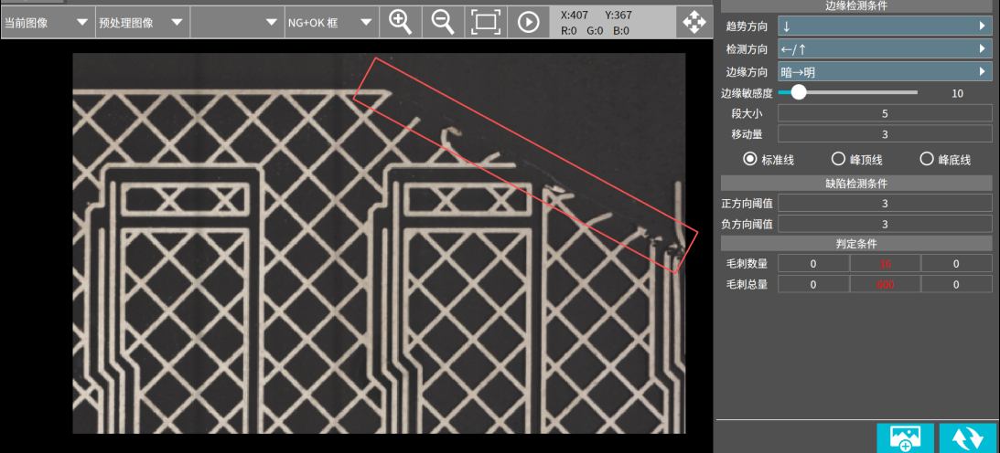 当前图像 预处理图像 NG+OK 框
X:407 Y:367
R:0 G:0 B:0
边缘检测条件
趋势方向 ↓
检测方向 ←/↑
边缘方向 暗→明
边缘敏感度 10
段大小 5
移动量 3
标准线 峰顶线 峰底线
缺陷检测条件
正方向阈值 3
负方向阈值 3
判定条件
毛刺数量 0 16 0
毛刺总量 0 800 0